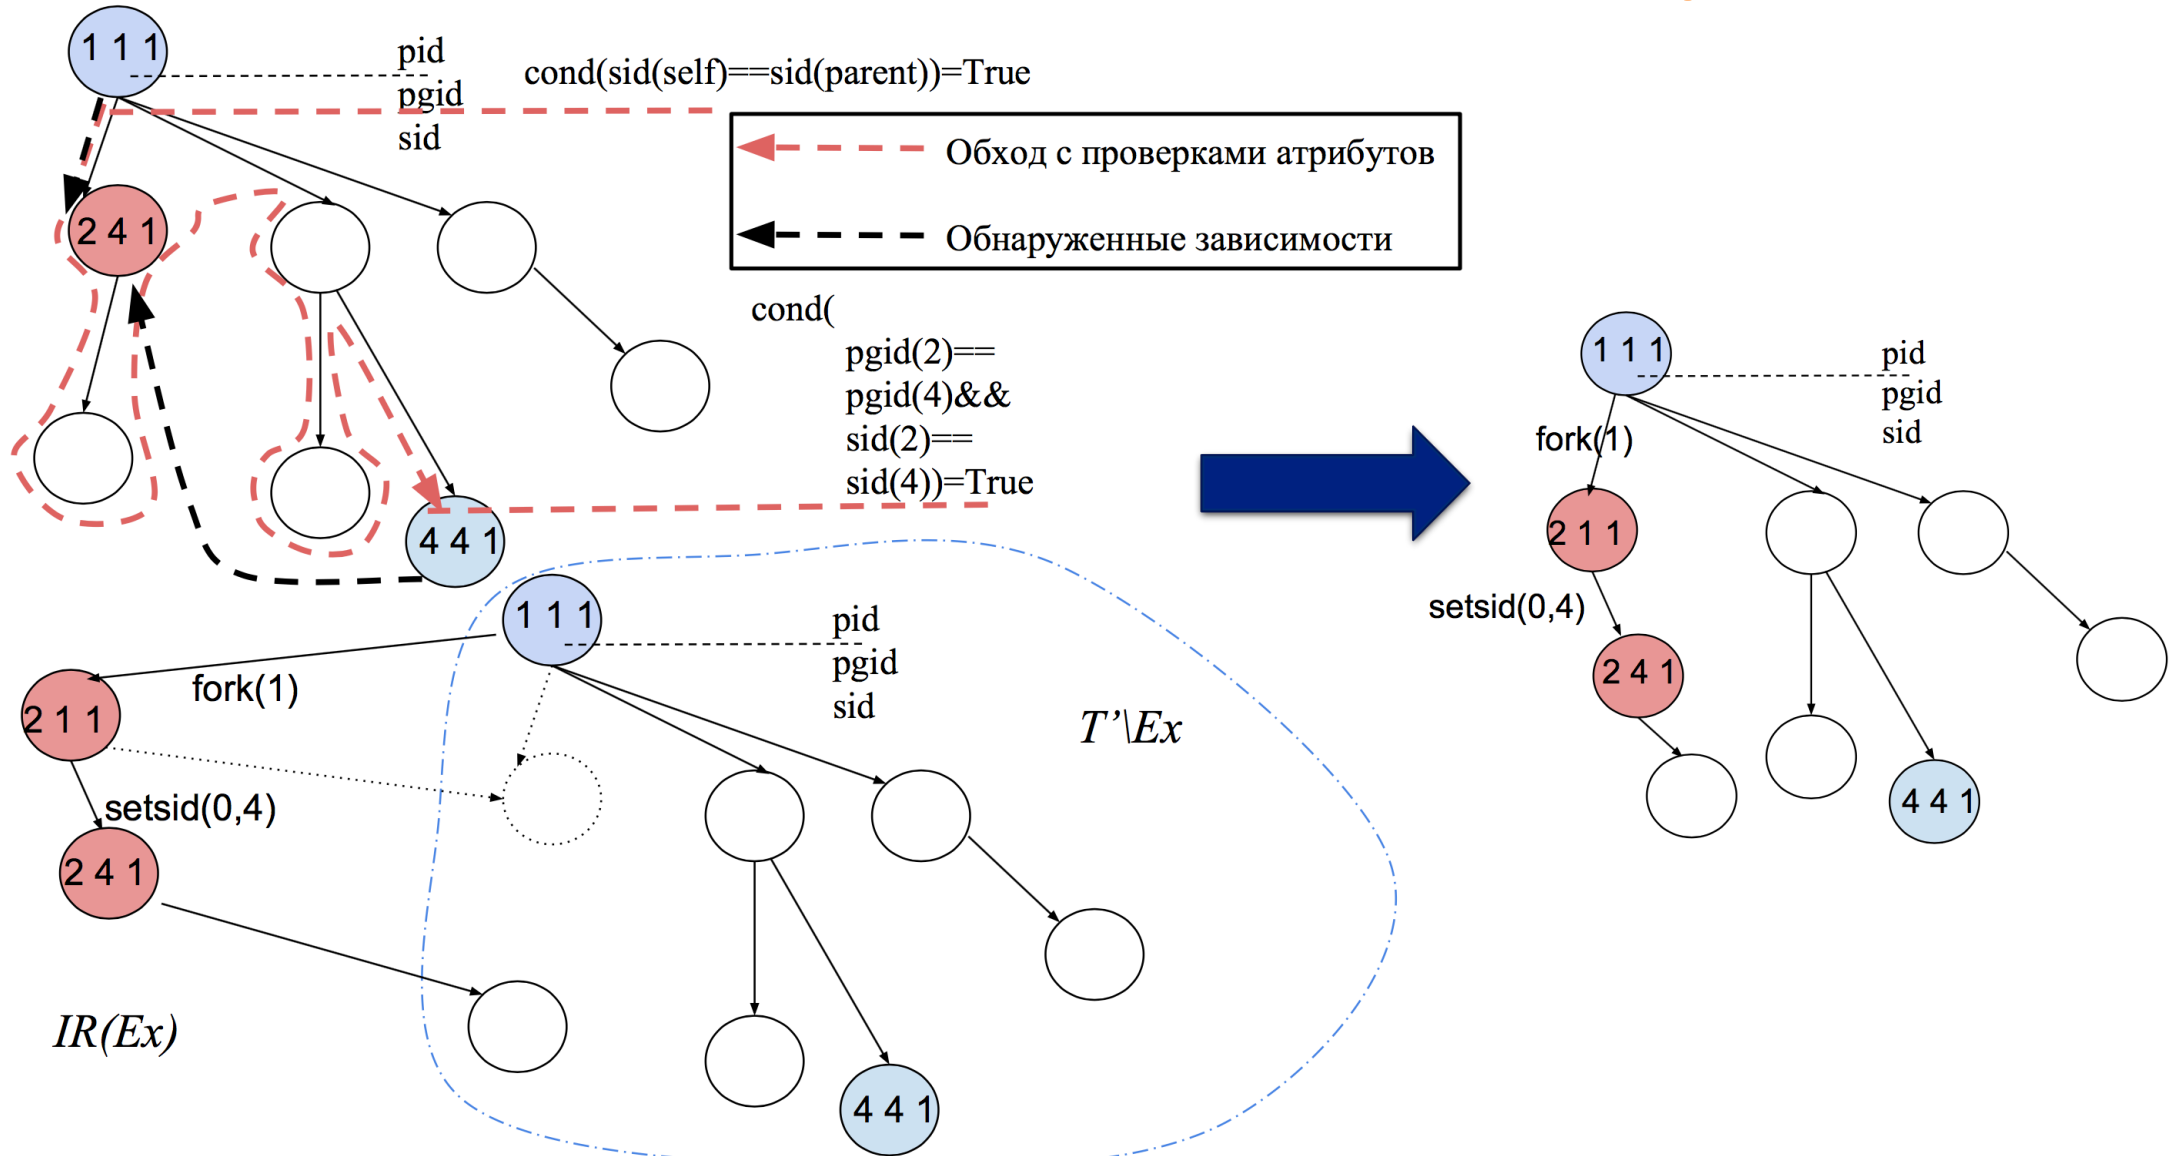 1 1 1
pid
pgid
sid
cond(sid(self)==sid(parent))=True
Обход с проверками атрибутов
Обнаруженные зависимости
2 4 1
cond(
pgid(2)==
pgid(4)&&
sid(2)==
sid(4))=True
4 4 1
1 1 1
pid
pgid
sid
fork(1)
2 1 1
setsid(0,4)
2 4 1
T’\Ex
IR(Ex)
4 4 1
1 1 1
pid
pgid
sid
fork(1)
2 1 1
setsid(0,4)
2 4 1
4 4 1